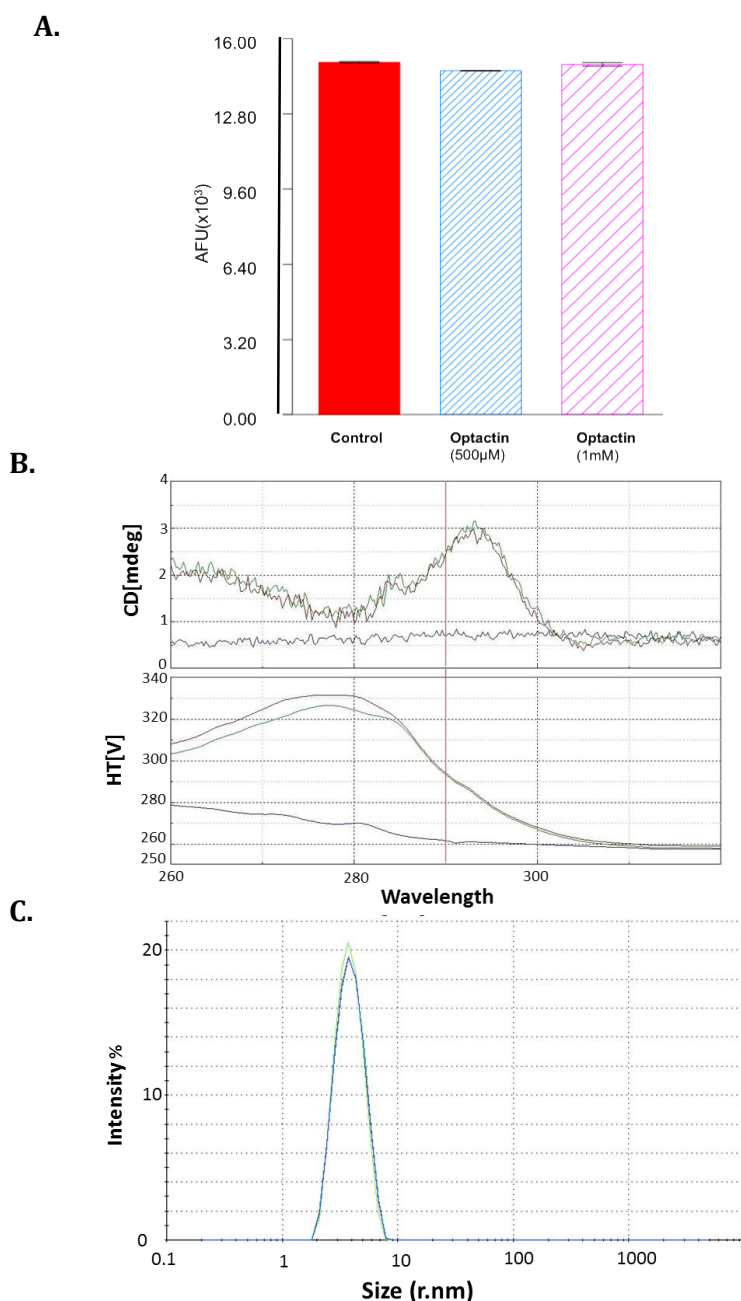 A.
16.00
12.80
9.60
6.40
3.20
0.00
AFU(x10³)
Control
Optactin
(500µM)
Optactin
(1mM)
B.
4
3
2
1
0
CD[mdeg]
340
320
300
280
260
250
HT[V]
260 280 300
Wavelength
C.
20
10
0
Intensity %
0.1 1 10 100 1000
Size (r.nm)